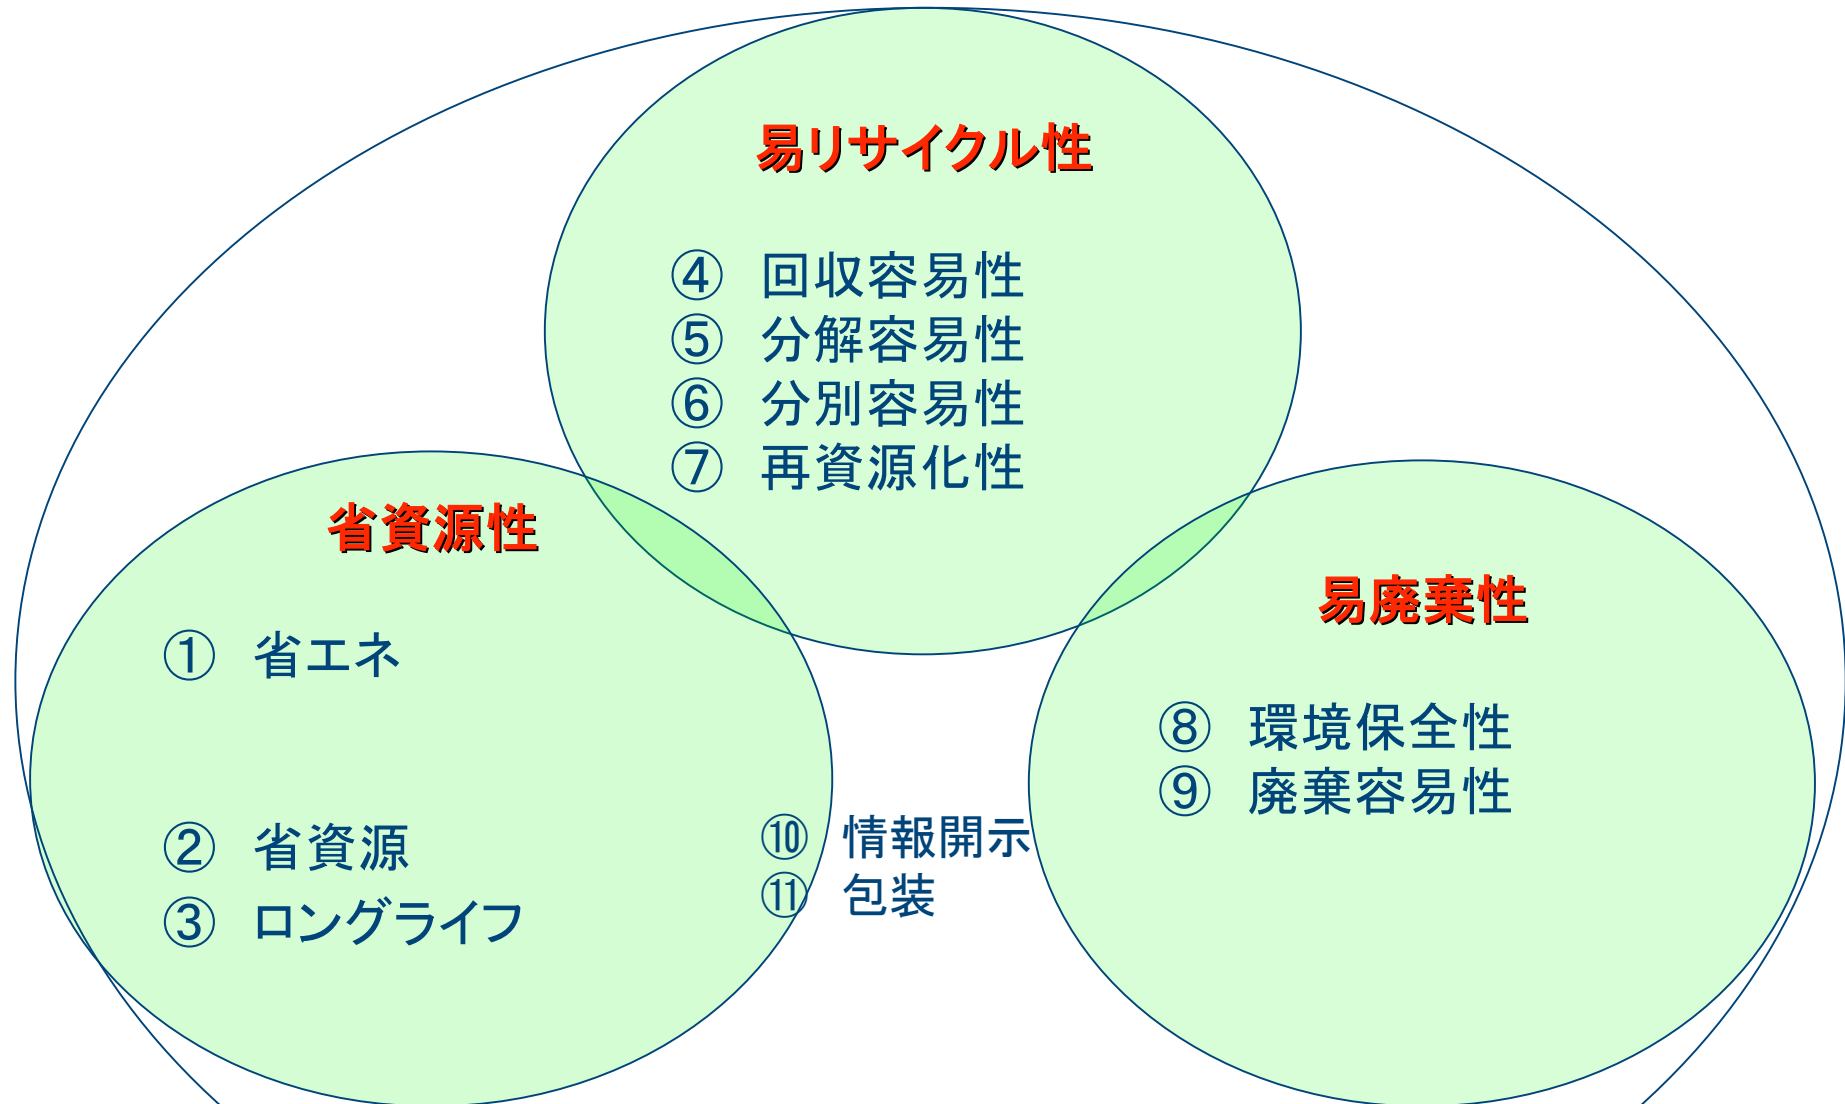 易リサイクル性
④ 回収容易性
⑤ 分解容易性
⑥ 分別容易性
⑦ 再資源化性
省資源性
① 省エネ
② 省資源
③ ロングライフ
易廃棄性
⑧ 環境保全性
⑨ 廃棄容易性
⑩ 情報開示
⑪ 包装